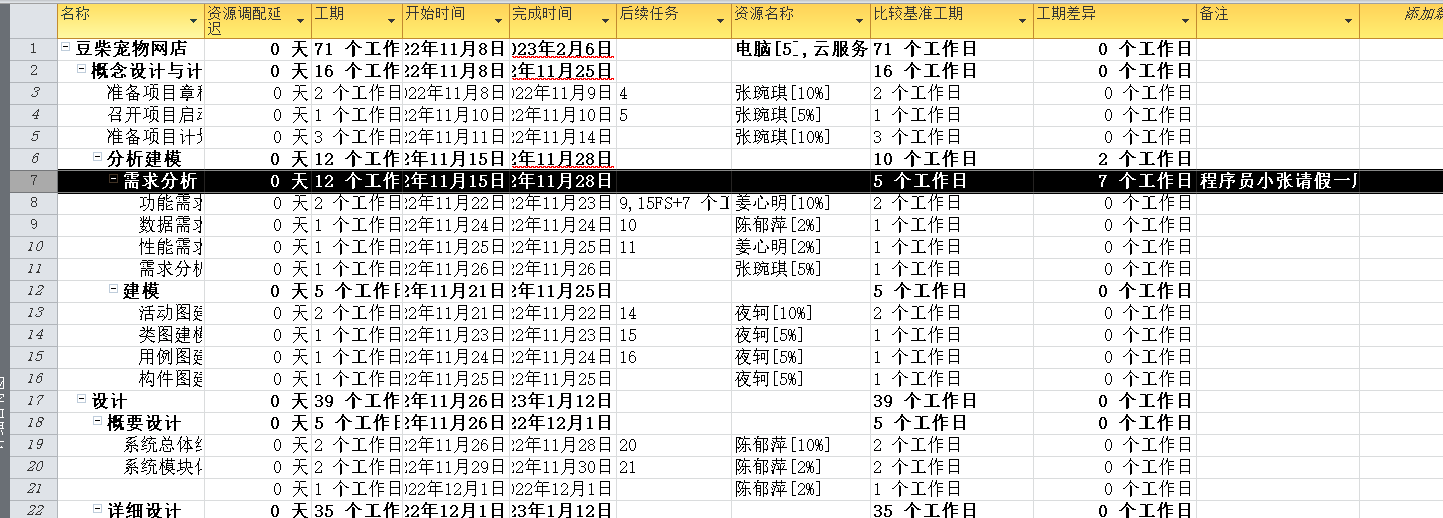 名称 资源调配延迟 工期 开始时间 完成时间 后续任务 资源名称 比较基准工期 工期差异 备注 添加
1 豆柴宠物网店 0 天 71 个工作 22年11月8日 023年2月6日 电脑[5],云服务 71 个工作日 0 个工作日
2 概念设计与计 0 天 16 个工作 22年11月8日 2年11月25日 16 个工作日 0 个工作日
3 准备项目章程 0 天 2 个工作日 022年11月8日 022年11月9日 4 张琬琪[10%] 2 个工作日 0 个工作日
4 召开项目启动 0 天 1 个工作日 22年11月10日 22年11月10日 5 张琬琪[5%] 1 个工作日 0 个工作日
5 准备项目计划 0 天 3 个工作日 22年11月11日 22年11月14日 张琬琪[10%] 3 个工作日 0 个工作日
6 分析建模 0 天 12 个工作 2年11月15日 2年11月28日 10 个工作日 2 个工作日
7 需求分析 0 天 12 个工作 2年11月15日 2年11月28日 5 个工作日 7 个工作日 程序员小张请假一
8 功能需求 0 天 2 个工作日 22年11月22日 22年11月23日 9,15FS+7 个工 姜心明[10%] 2 个工作日 0 个工作日
9 数据需求 0 天 1 个工作日 22年11月24日 22年11月24日 10 陈郁萍[2%] 1 个工作日 0 个工作日
10 性能需求 0 天 1 个工作日 22年11月25日 22年11月25日 11 姜心明[2%] 1 个工作日 0 个工作日
11 需求分析 0 天 1 个工作日 22年11月26日 22年11月26日 张琬琪[5%] 1 个工作日 0 个工作日
12 建模 0 天 5 个工作日 2年11月21日 2年11月25日 5 个工作日 0 个工作日
13 活动图建 0 天 2 个工作日 22年11月21日 22年11月22日 14 夜轲[10%] 2 个工作日 0 个工作日
14 类图建模 0 天 1 个工作日 22年11月23日 22年11月23日 15 夜轲[5%] 1 个工作日 0 个工作日
15 用例图建 0 天 1 个工作日 22年11月24日 22年11月24日 16 夜轲[5%] 1 个工作日 0 个工作日
16 构件图建 0 天 1 个工作日 22年11月25日 22年11月25日 夜轲[5%] 1 个工作日 0 个工作日
17 设计 0 天 39 个工作 2年11月26日 23年1月12日 39 个工作日 0 个工作日
18 概要设计 0 天 5 个工作日 2年11月26日 22年12月1日 5 个工作日 0 个工作日
19 系统总体结 0 天 2 个工作日 22年11月26日 22年11月28日 20 陈郁萍[10%] 2 个工作日 0 个工作日
20 系统模块化 0 天 2 个工作日 22年11月29日 22年11月30日 21 陈郁萍[2%] 2 个工作日 0 个工作日
21 0 天 1 个工作日 022年12月1日 022年12月1日 陈郁萍[2%] 1 个工作日 0 个工作日
22 详细设计 0 天 35 个工作 22年12月1日 23年1月12日 35 个工作日 0 个工作日